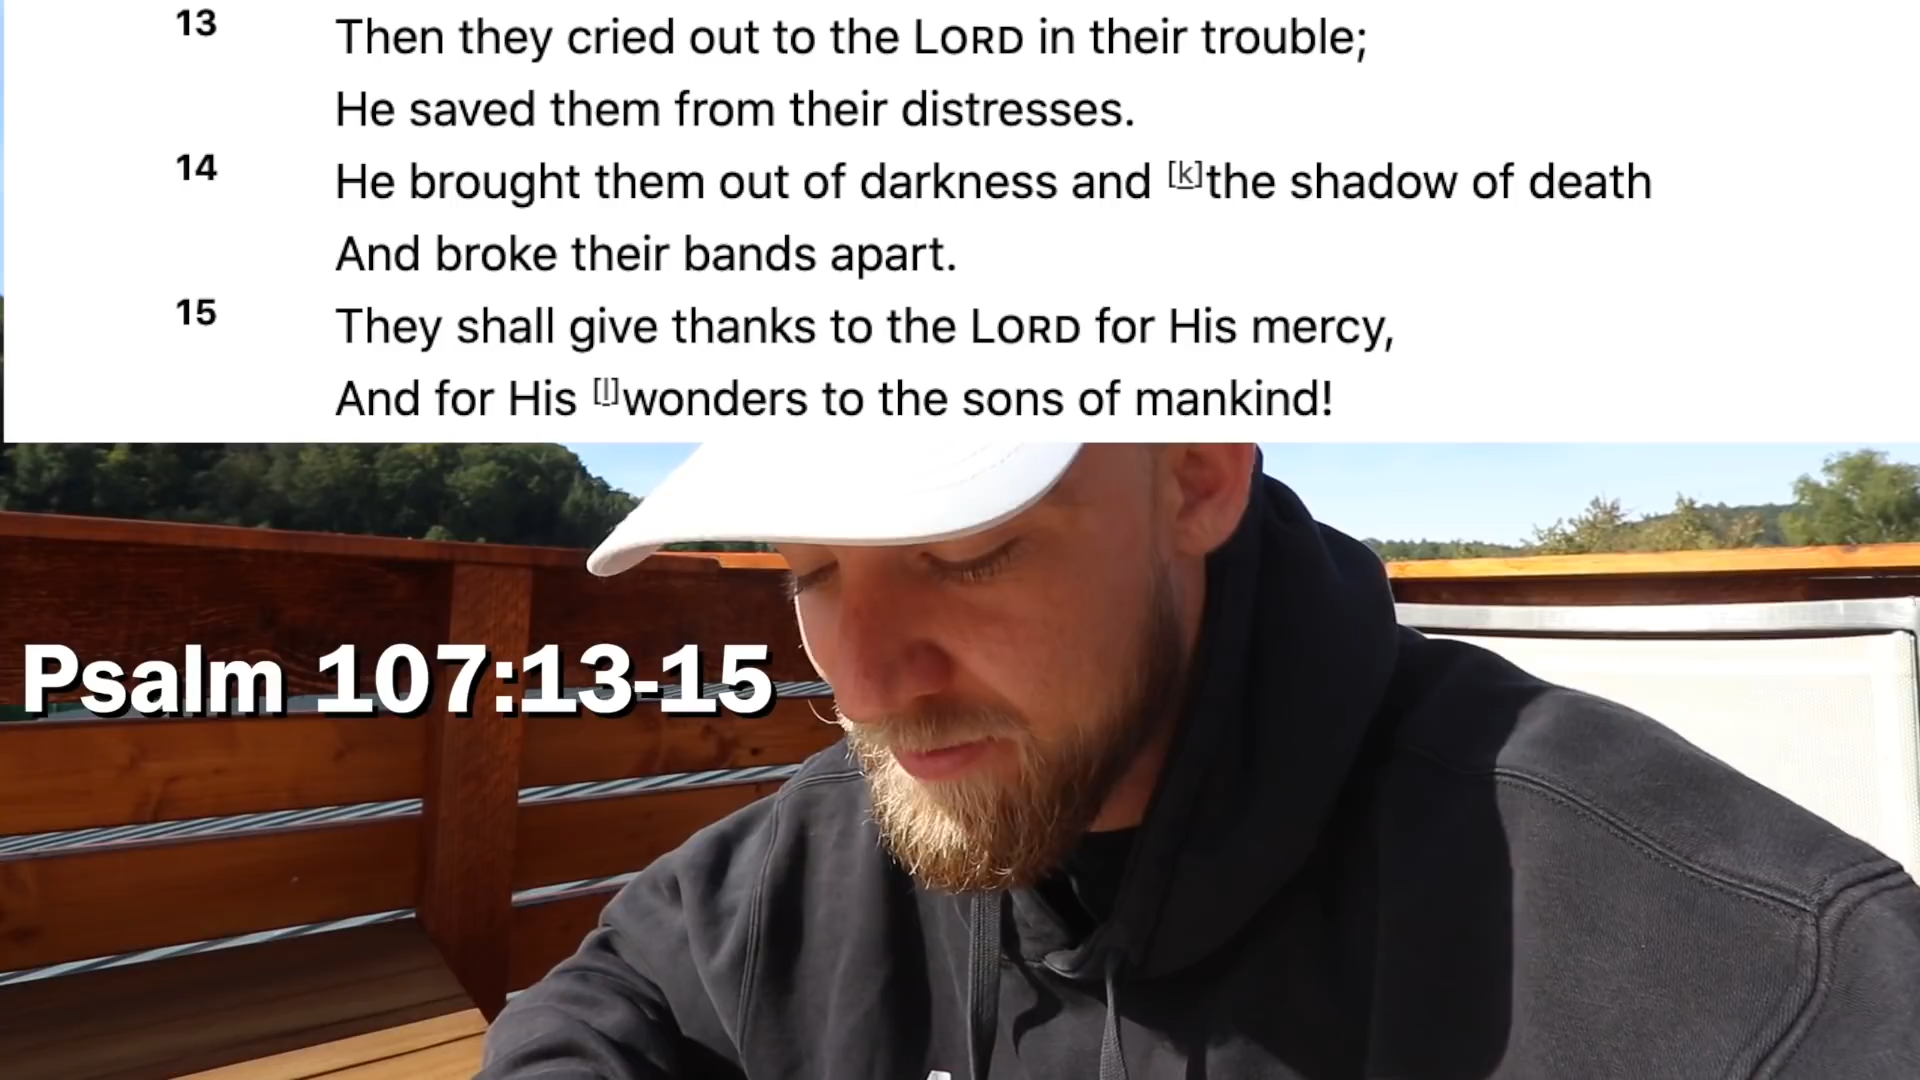 13 Then they cried out to the LORD in their trouble;
He saved them from their distresses.
14 He brought them out of darkness and [k]the shadow of death
And broke their bands apart.
15 They shall give thanks to the LORD for His mercy,
And for His [l]wonders to the sons of mankind!
Psalm 107:13-15